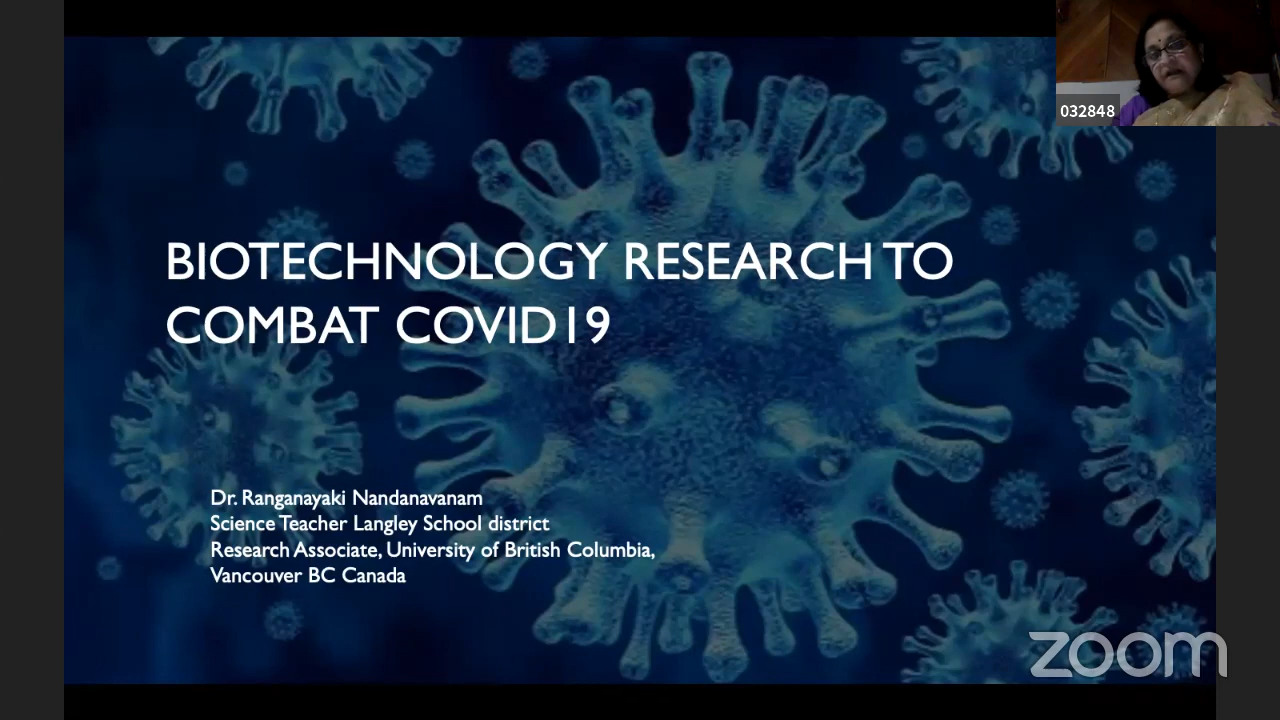 032848
BIOTECHNOLOGY RESEARCH TO
COMBAT COVID19
Dr. Ranganayaki Nandanavanam
Science Teacher Langley School district
Research Associate, University of British Columbia,
Vancouver BC Canada
zoom